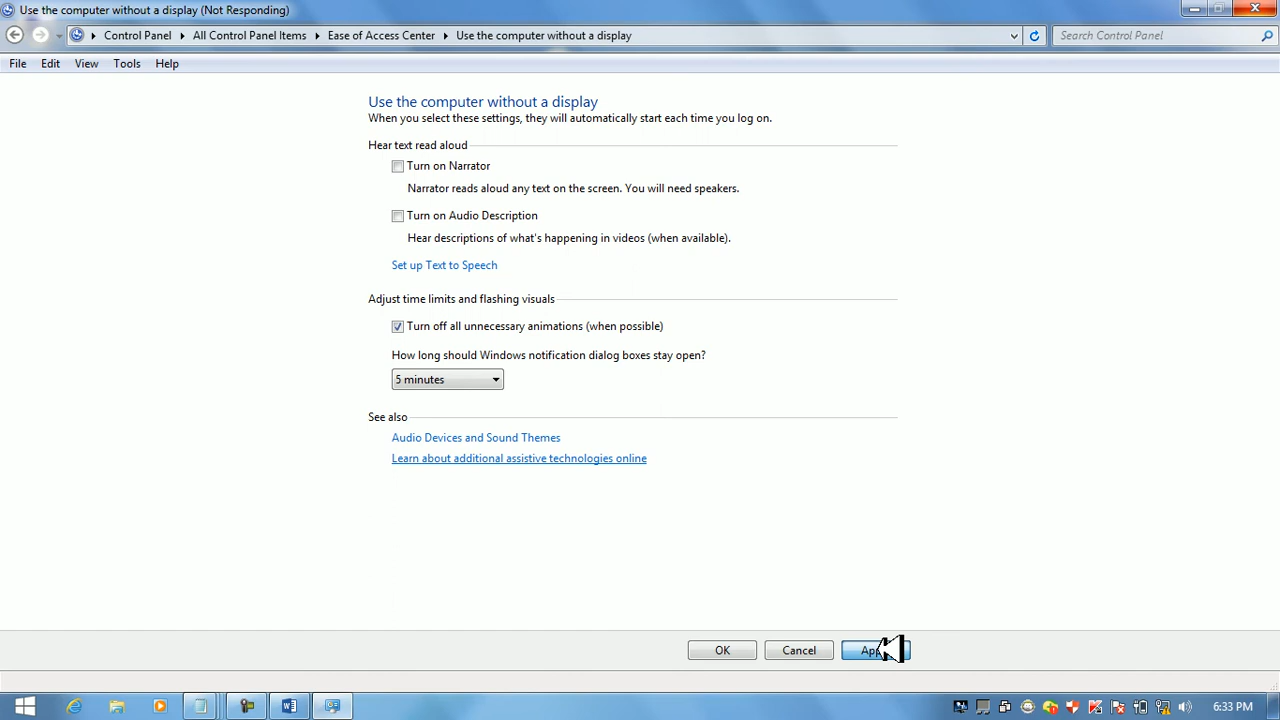 Use the computer without a display (Not Responding)
Control Panel All Control Panel Items Ease of Access Center Use the computer without a display Search Control Panel
File Edit View Tools Help
Use the computer without a display
When you select these settings, they will automatically start each time you log on.
Hear text read aloud
Turn on Narrator
Narrator reads aloud any text on the screen. You will need speakers.
Turn on Audio Description
Hear descriptions of what's happening in videos (when available).
Set up Text to Speech
Adjust time limits and flashing visuals
Turn off all unnecessary animations (when possible)
How long should Windows notification dialog boxes stay open?
5 minutes
See also
Audio Devices and Sound Themes
Learn about additional assistive technologies online
OK Cancel
6:33 PM